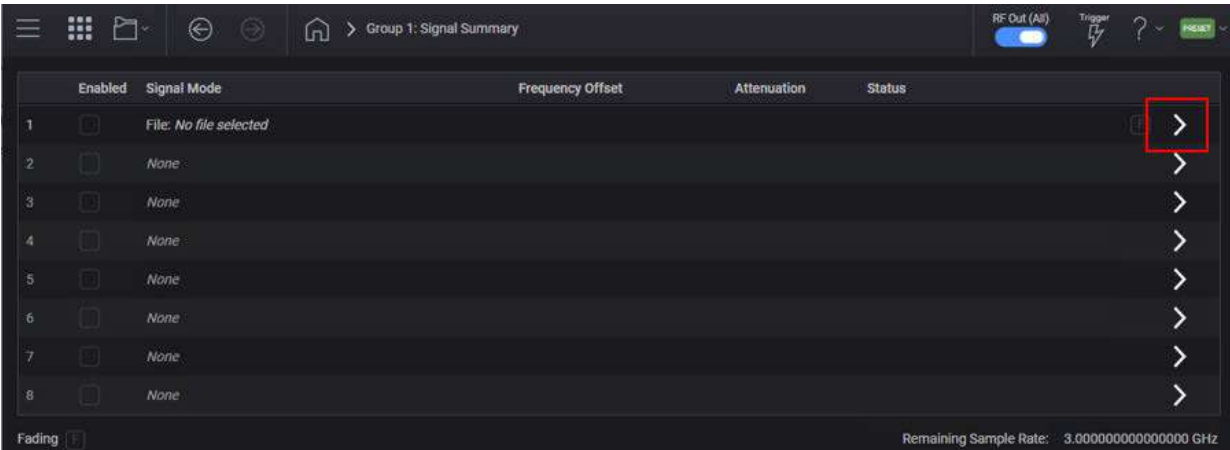 Group 1: Signal Summary
RF Out (All)
Trigger
PRESET
Enabled Signal Mode Frequency Offset Attenuation Status
1 File: No file selected F
2 None
3 None
4 None
5 None
6 None
7 None
8 None
Fading F Remaining Sample Rate: 3.000000000000000 GHz